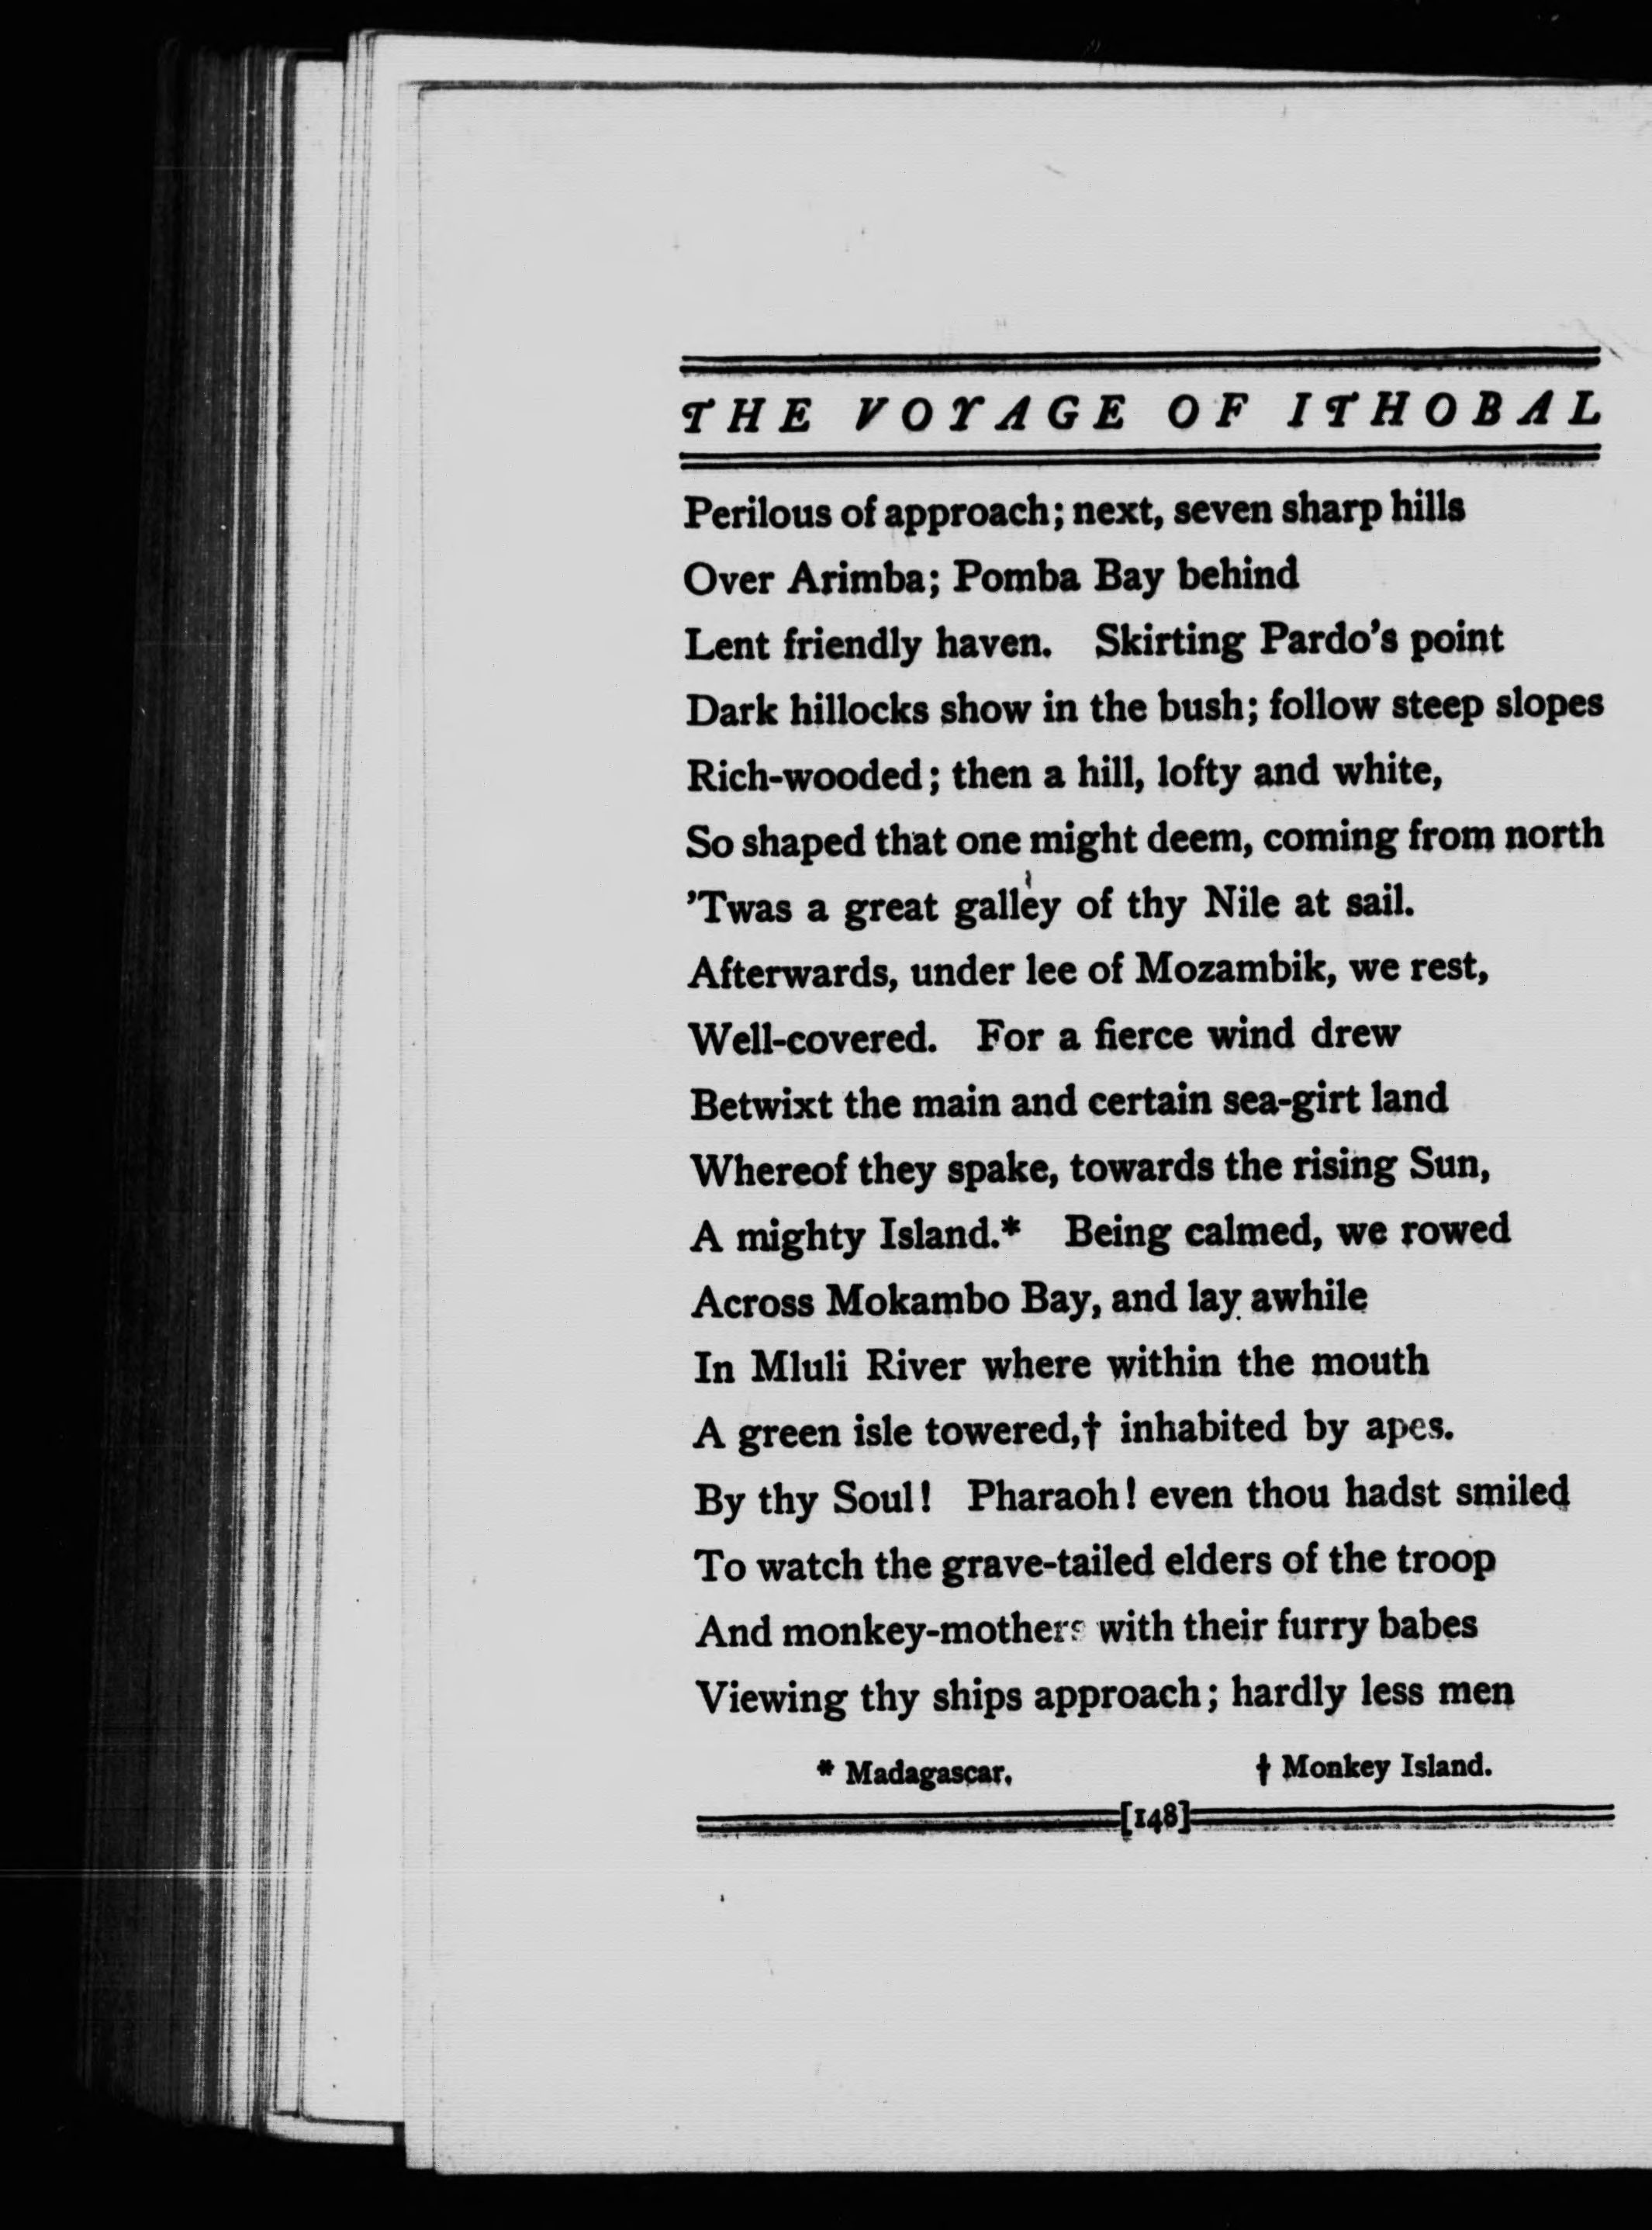 THE VOYAGE OF ITHOBAL
Perilous of approach; next, seven sharp hills
Over Arimba; Pomba Bay behind
Lent friendly haven. Skirting Pardo's point
Dark hillocks show in the bush; follow steep slopes
Rich-wooded; then a hill, lofty and white,
So shaped that one might deem, coming from north
'Twas a great galley of thy Nile at sail.
Afterwards, under lee of Mozambik, we rest,
Well-covered. For a fierce wind drew
Betwixt the main and certain sea-girt land
Whereof they spake, towards the rising Sun,
A mighty Island.* Being calmed, we rowed
Across Mokambo Bay, and lay awhile
In Mluli River where within the mouth
A green isle towered,† inhabited by apes.
By thy Soul! Pharaoh! even thou hadst smiled
To watch the grave-tailed elders of the troop
And monkey-mothers with their furry babes
Viewing thy ships approach; hardly less men
* Madagascar. † Monkey Island.
[148]